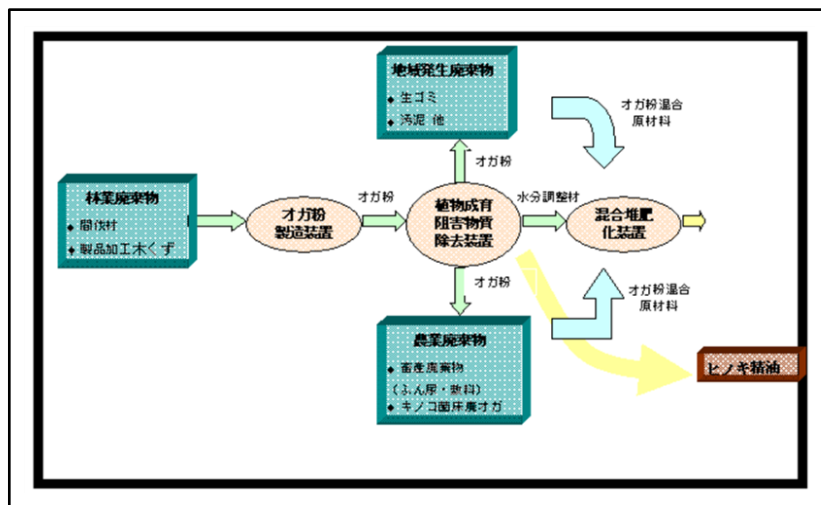 地域発生廃棄物
◆ 生ゴミ
◆ 汚泥 他
オガ粉混合
原材料
オガ粉
林業廃棄物
◆ 間伐材
◆ 製品加工木くず
オガ粉
製造装置
オガ粉
植物成育
阻害物質
除去装置
水分調整材
混合堆肥
化装置
オガ粉
オガ粉混合
原材料
農業廃棄物
◆ 畜産廃棄物
(ふん尿・敷料)
◆ キノコ菌床廃オガ
ヒノキ精油